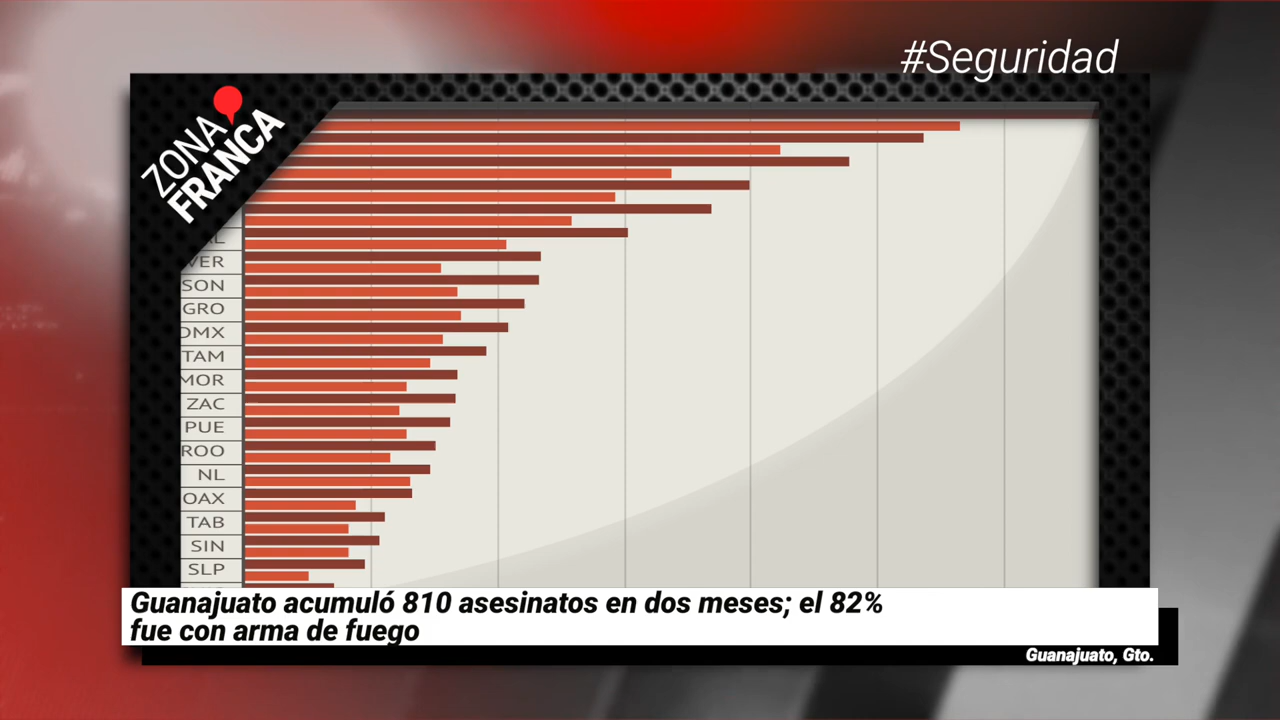 #Seguridad
ZONA
FRANCA
VER
SON
GRO
DMX
TAM
MOR
ZAC
PUE
ROO
NL
OAX
TAB
SIN
SLP
Guanajuato acumuló 810 asesinatos en dos meses; el 82%
fue con arma de fuego
Guanajuato, Gto.